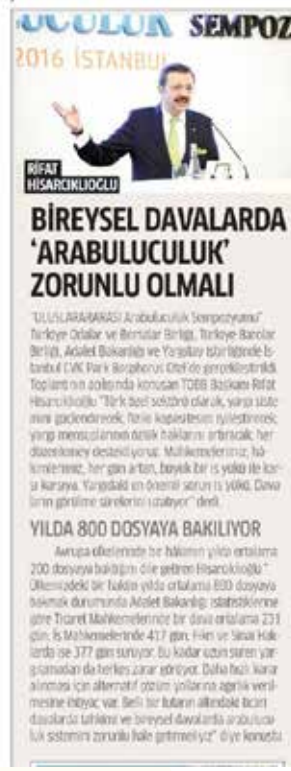 UCULUK SEMPOZ
2016 İSTANBUL
RİFAT
HİSARCIKLIOĞLU
BİREYSEL DAVALARDA
‘ARABULUCULUK’
ZORUNLU OLMALI
"ULUSLARARARASI Arabuluculuk Sempozyumu"
Türkiye Odalar ve Borsalar Birliği, Türkiye Barolar
Birliği, Adalet Bakanlığı ve Yargıtay işbirliğinde İs-
tanbul CVK Park Bosphorus Otel'de gerçekleştirildi.
Toplantının açılışında konuşan TOBB Başkanı Rifat
Hisarcıklıoğlu "Türk özel sektörü olarak, yargı siste-
mini güçlendirecek, fiziki kapasitesini iyileştirecek,
yargı mensuplarının özlük haklarını artıracak, her
düzenlemeyi destekliyoruz. Mahkemelerimiz, hâ-
kimlerimiz, her gün artan, büyük bir iş yükü ile kar-
şı karşıya. Yargıdaki en önemli sorun iş yükü. Dava-
ların görülme sürelerini uzatıyor" dedi.
YILDA 800 DOSYAYA BAKILIYOR
Avrupa ülkelerinde bir hâkimin yılda ortalama
200 dosyaya baktığını dile getiren Hisarcıklıoğlu "
Ülkemizdeki bir hakim yılda ortalama 800 dosyaya
bakmak durumunda Adalet Bakanlığı istatistiklerine
göre Ticaret Mahkemelerinde bir dava ortalama 231
gün, İş Mahkemelerinde 417 gün, Fikri ve Sınai Hak-
larda ise 377 gün sürüyor. Bu kadar uzun süren yar-
gılamadan da herkes zarar görüyor. Daha hızlı karar
alınması için alternatif çözüm yollarına ağırlık veril-
mesine ihtiyaç var. Belli bir tutarın altındaki ticari
davalarda tahkimi ve bireysel davalarda arabulucu-
luk sistemini zorunlu hale getirmeliyiz" diye konuştu.